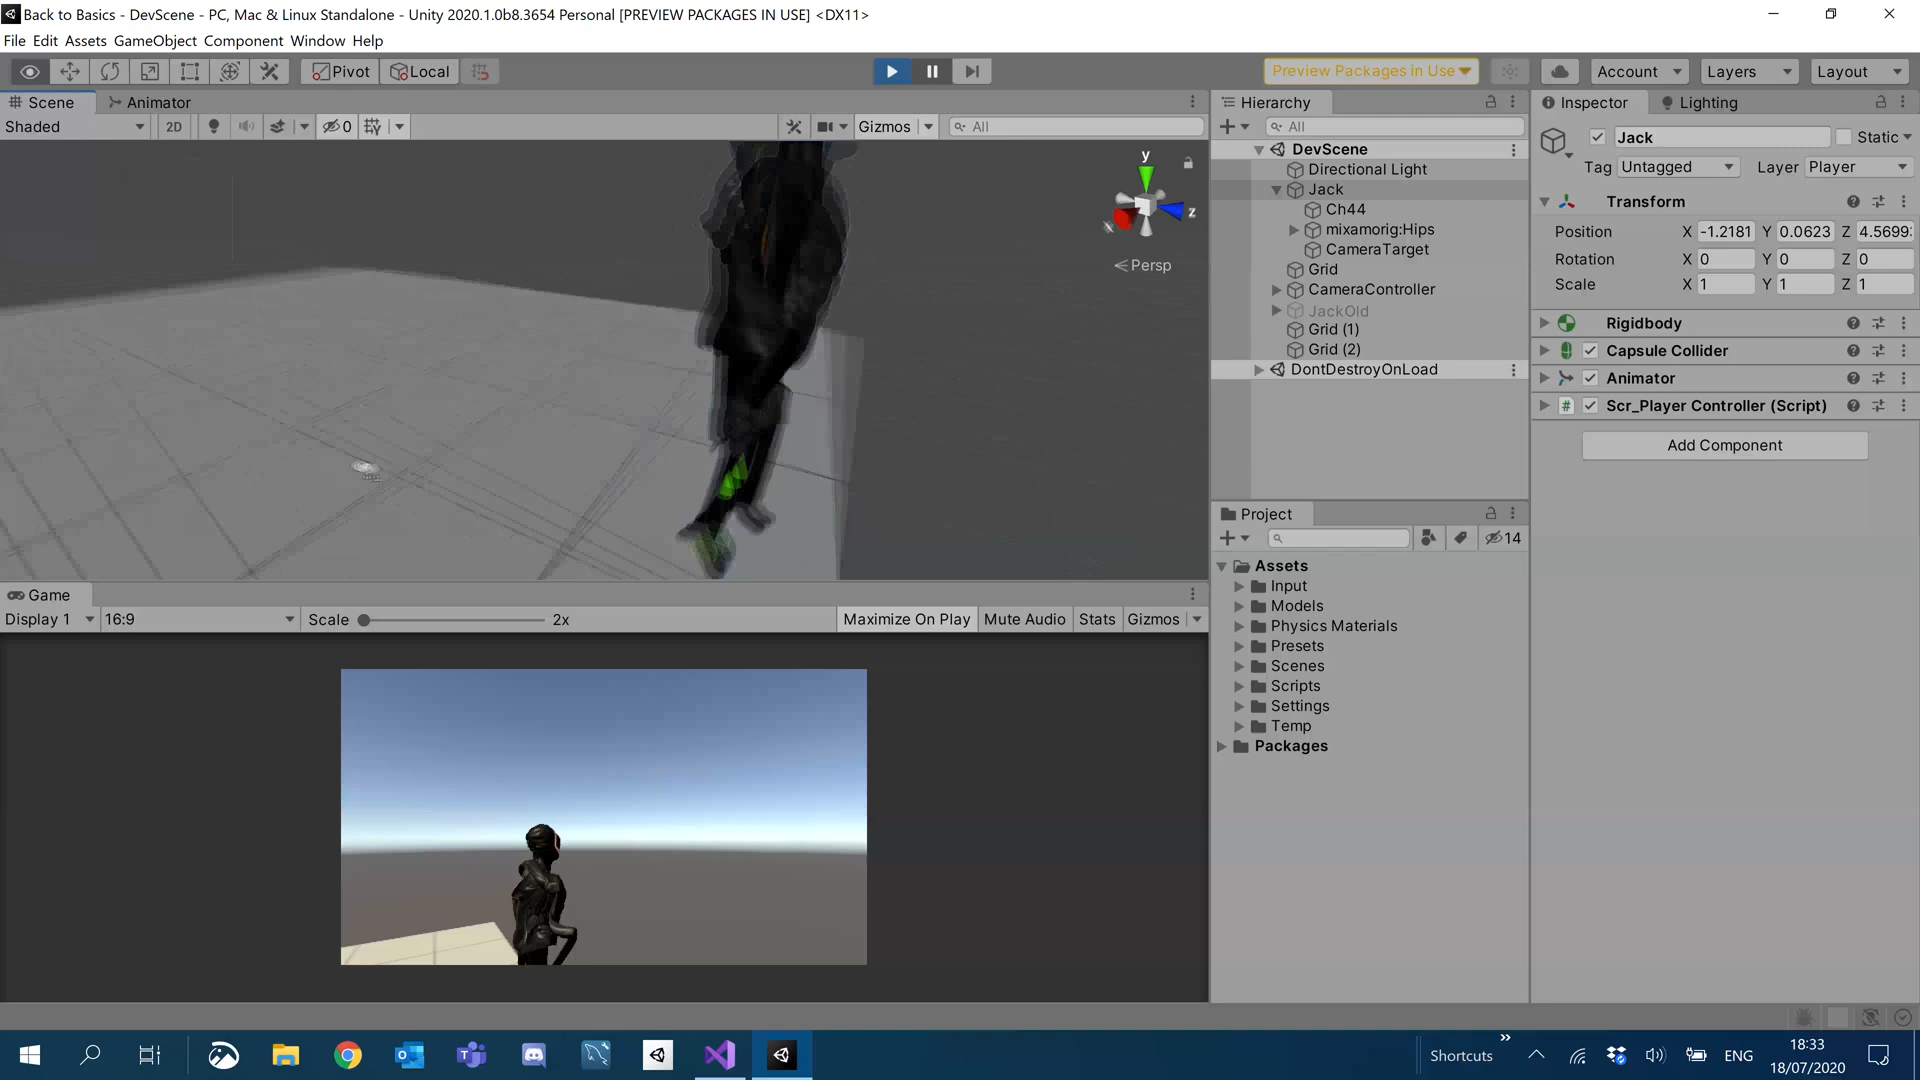 Back to Basics - DevScene - PC, Mac & Linux Standalone - Unity 2020.1.0b8.3654 Personal [PREVIEW PACKAGES IN USE] <DX11>
File Edit Assets GameObject Component Window Help
Pivot Local Preview Packages in Use Account Layers Layout
Scene Animator
Shaded 2D 0 Gizmos All
y
z
Persp
Hierarchy
All
DevScene
Directional Light
Jack
Ch44
mixamorig:Hips
CameraTarget
Grid
CameraController
JackOld
Grid (1)
Grid (2)
DontDestroyOnLoad
Inspector Lighting
Jack Static
Tag Untagged Layer Player
Transform
Position X -1.2181 Y 0.0623 Z 4.5699
Rotation X 0 Y 0 Z 0
Scale X 1 Y 1 Z 1
Rigidbody
Capsule Collider
Animator
Scr_Player Controller (Script)
Add Component
Project
14
Assets
Input
Models
Physics Materials
Presets
Scenes
Scripts
Settings
Temp
Packages
Game
Display 1 16:9 Scale 2x Maximize On Play Mute Audio Stats Gizmos
Shortcuts ENG 18:33
18/07/2020